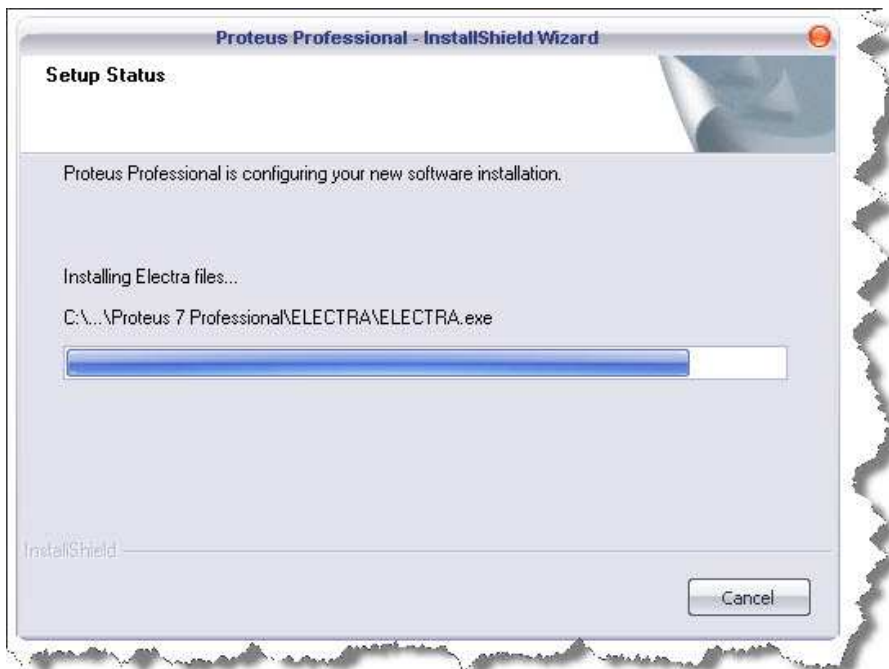 Proteus Professional - InstallShield Wizard
Setup Status
Proteus Professional is configuring your new software installation.
Installing Electra files...
C:\...\Proteus 7 Professional\ELECTRA\ELECTRA.exe
InstallShield
Cancel